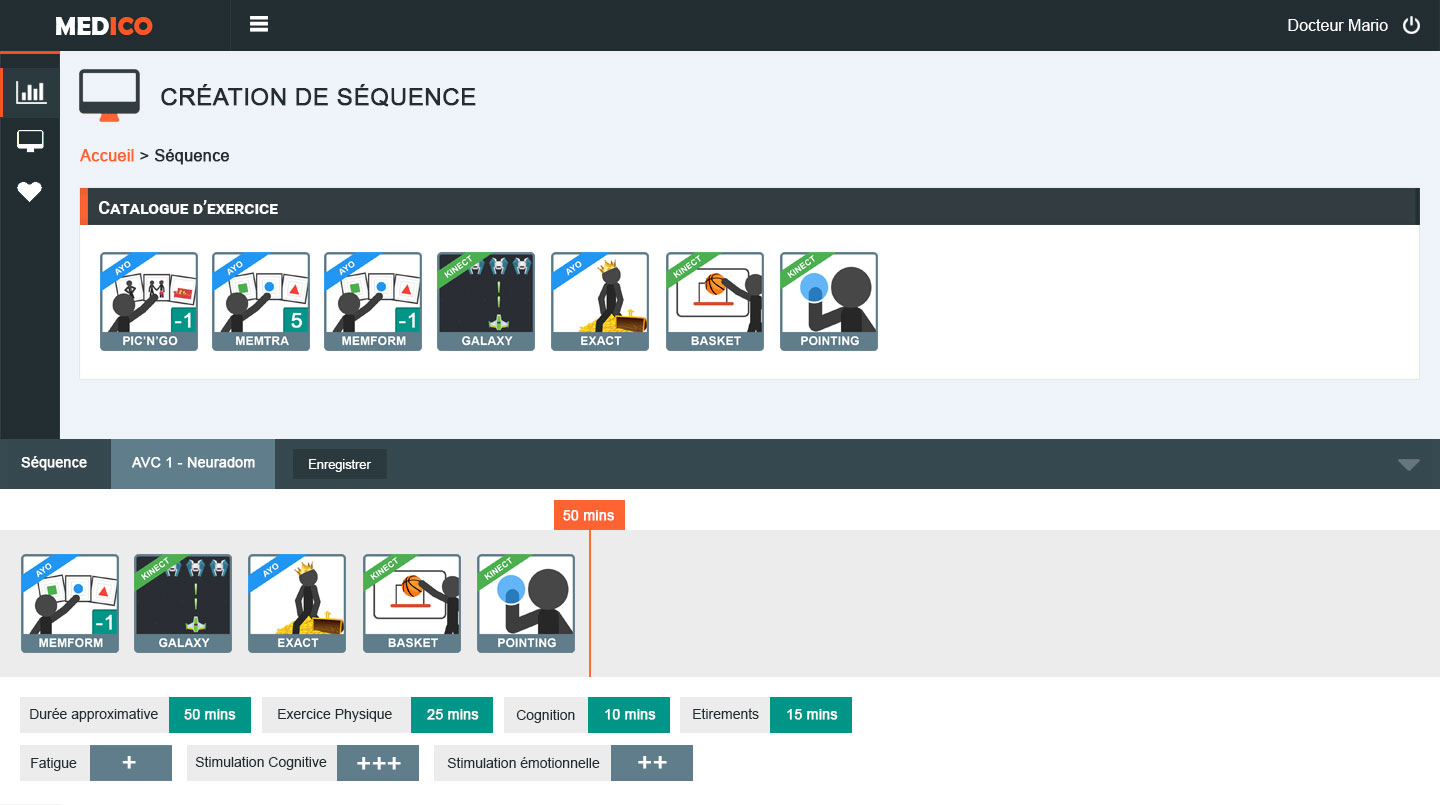 MEDICO
Docteur Mario
CRÉATION DE SÉQUENCE
Accueil > Séquence
CATALOGUE D'EXERCICE
AYO AYO AYO KINECT AYO KINECT KINECT
-1 5 -1
PIC'N'GO MEMTRA MEMFORM GALAXY EXACT BASKET POINTING
Séquence AVC 1 - Neuradom Enregistrer
50 mins
AYO KINECT AYO KINECT KINECT
-1
MEMFORM GALAXY EXACT BASKET POINTING
Durée approximative 50 mins Exercice Physique 25 mins Cognition 10 mins Etirements 15 mins
Fatigue + Stimulation Cognitive +++ Stimulation émotionnelle ++